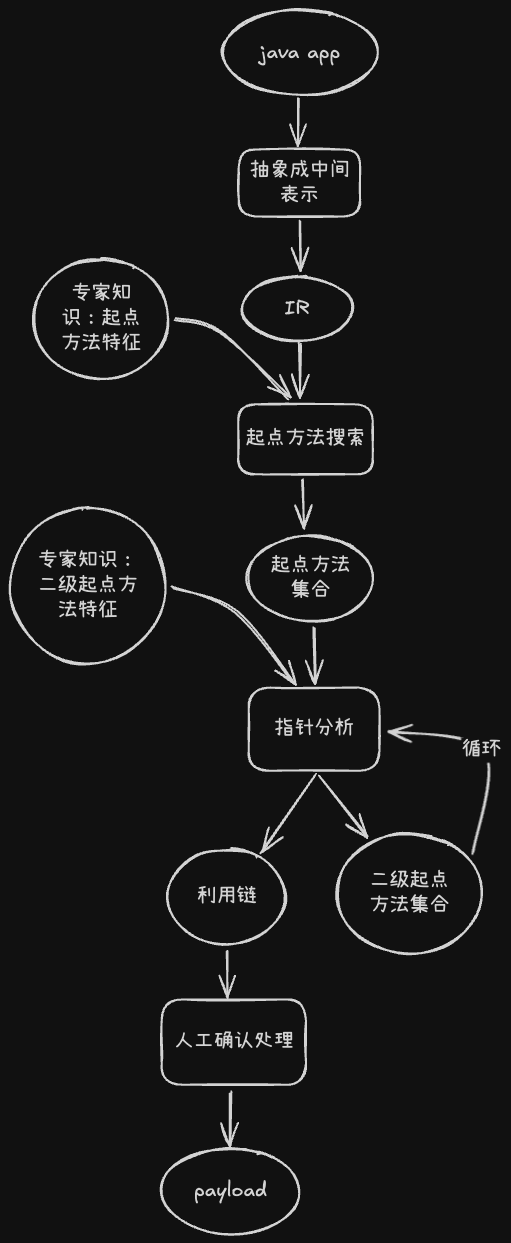 java app
抽象成中间
表示
IR
专家知
识：起点
方法特征
起点方法搜索
起点方法
集合
专家知识：
二级起点方
法特征
指针分析
循环
利用链
二级起点
方法集合
人工确认处理
payload